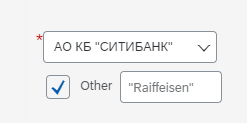 * АО КБ "СИТИБАНК"
Other "Raiffeisen"